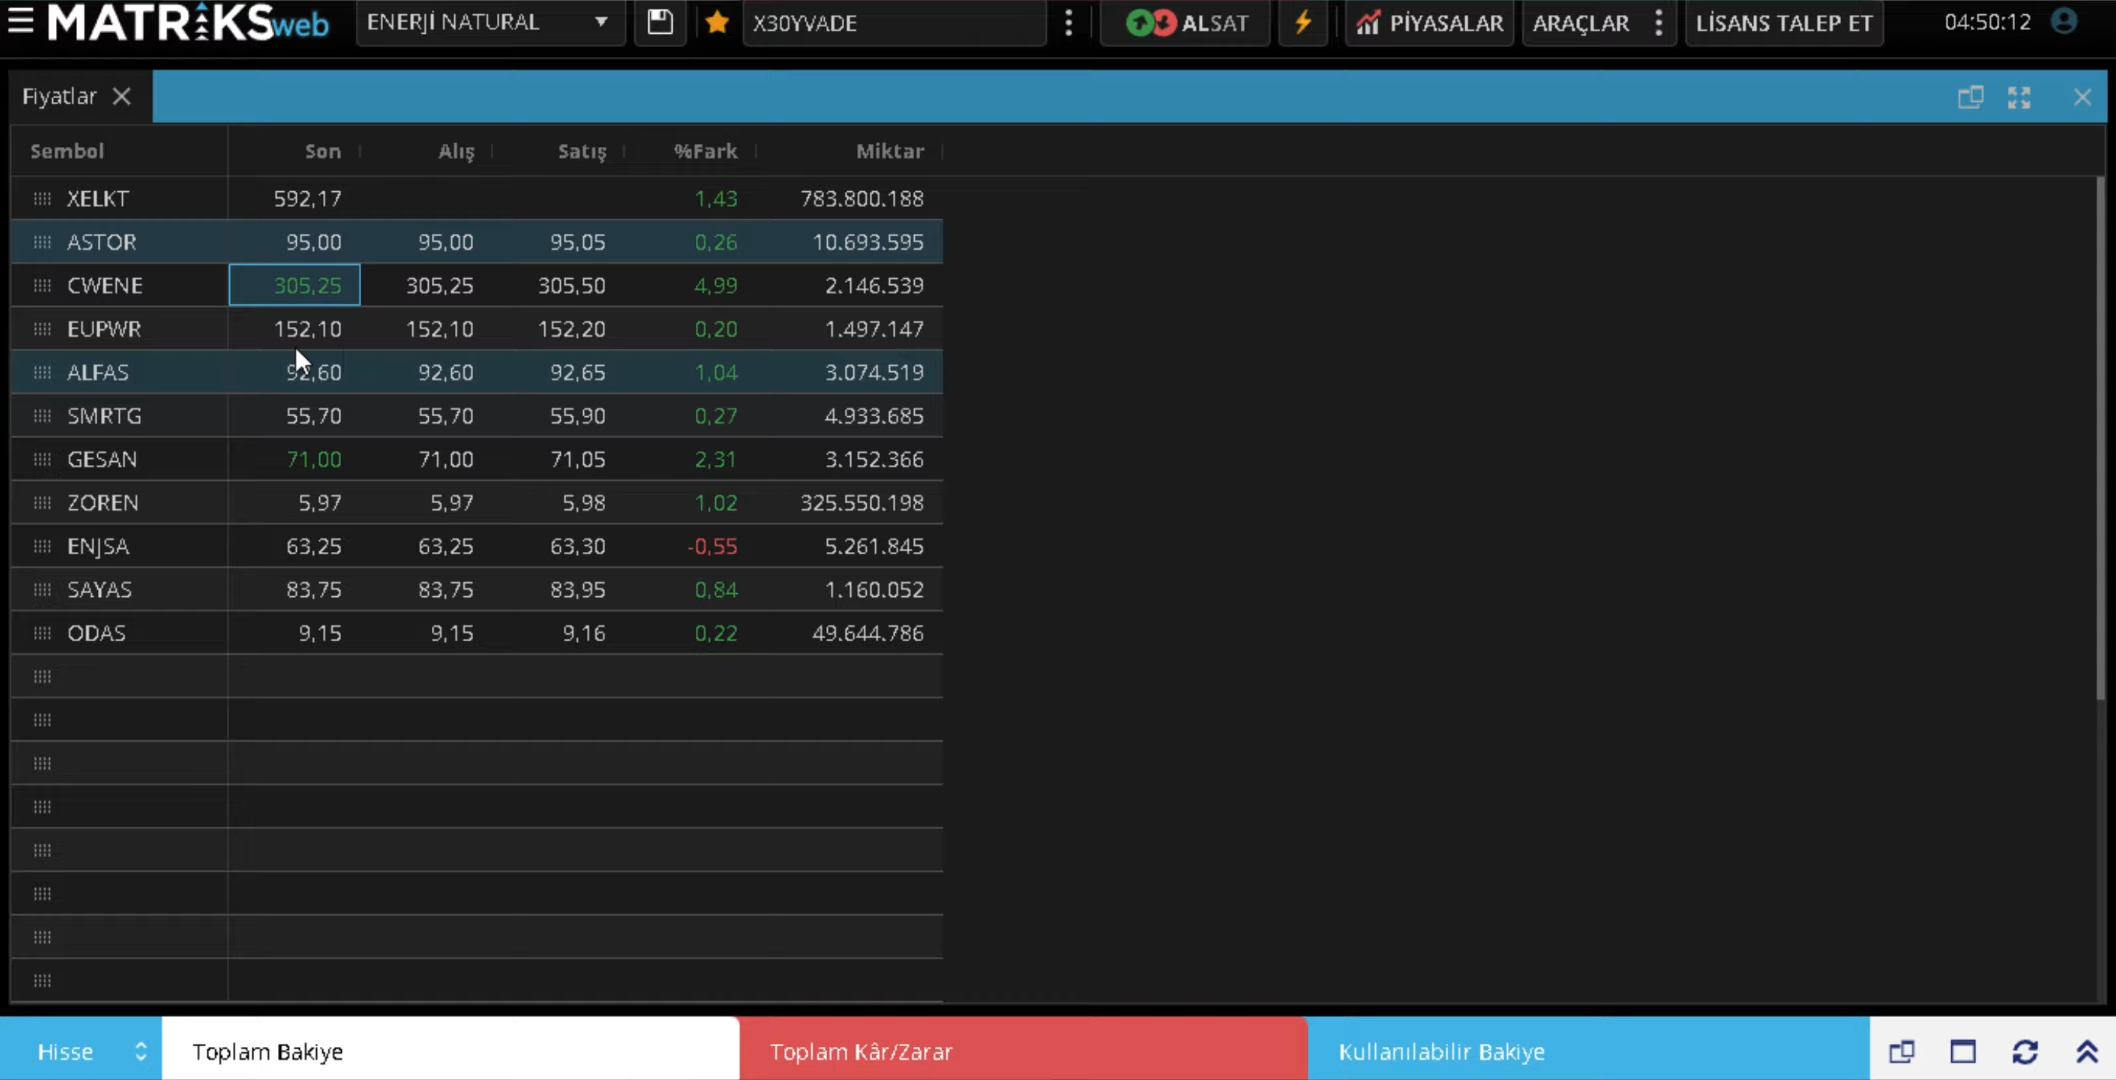 MATRİKSweb ENERJİ NATURAL X30YVADE ALSAT PİYASALAR ARAÇLAR LİSANS TALEP ET 04:50:12
Fiyatlar
Sembol Son Alış Satış %Fark Miktar
XELKT 592,17 1,43 783.800.188
ASTOR 95,00 95,00 95,05 0,26 10.693.595
CWENE 305,25 305,25 305,50 4,99 2.146.539
EUPWR 152,10 152,10 152,20 0,20 1.497.147
ALFAS 92,60 92,60 92,65 1,04 3.074.519
SMRTG 55,70 55,70 55,90 0,27 4.933.685
GESAN 71,00 71,00 71,05 2,31 3.152.366
ZOREN 5,97 5,97 5,98 1,02 325.550.198
ENJSA 63,25 63,25 63,30 -0,55 5.261.845
SAYAS 83,75 83,75 83,95 0,84 1.160.052
ODAS 9,15 9,15 9,16 0,22 49.644.786
Hisse Toplam Bakiye Toplam Kâr/Zarar Kullanılabilir Bakiye